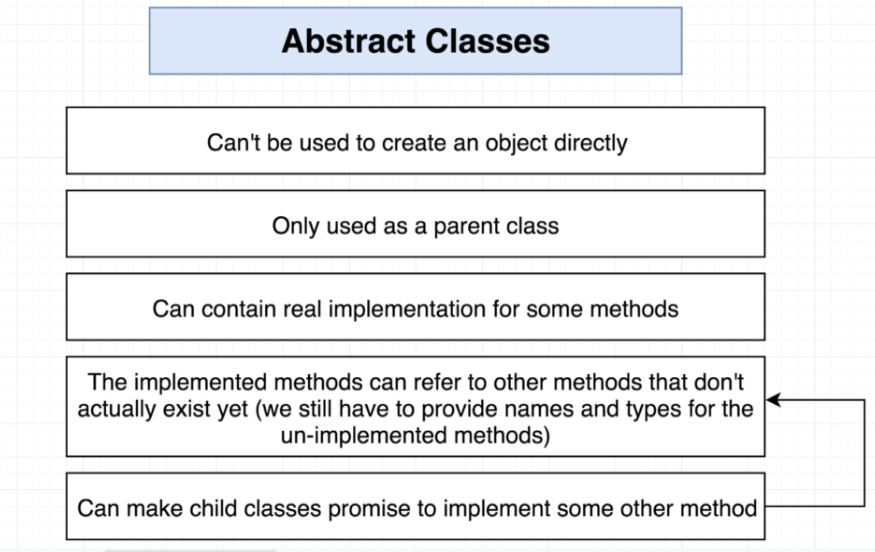 Abstract Classes
Can't be used to create an object directly
Only used as a parent class
Can contain real implementation for some methods
The implemented methods can refer to other methods that don't
actually exist yet (we still have to provide names and types for the
un-implemented methods)
Can make child classes promise to implement some other method